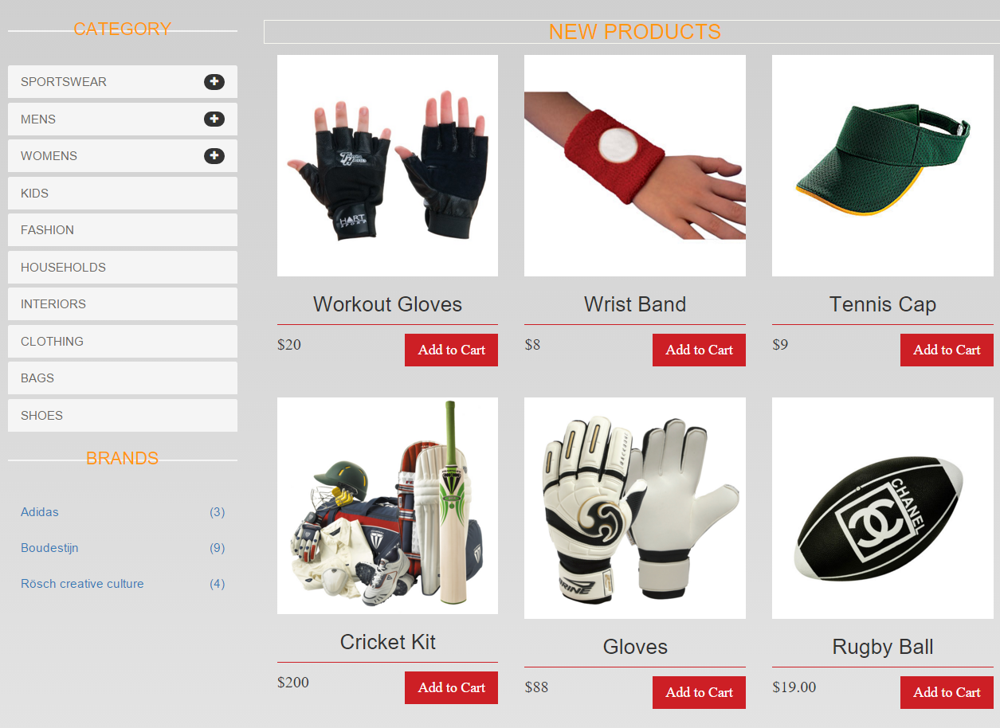 CATEGORY
SPORTSWEAR
MENS
WOMENS
KIDS
FASHION
HOUSEHOLDS
INTERIORS
CLOTHING
BAGS
SHOES
BRANDS
Adidas (3)
Boudestijn (9)
Rösch creative culture (4)
NEW PRODUCTS
HART
SPORT
Workout Gloves
$20 Add to Cart
Wrist Band
$8 Add to Cart
Tennis Cap
$9 Add to Cart
Cricket Kit
$200 Add to Cart
BRINE
Gloves
$88 Add to Cart
CHANEL
Rugby Ball
$19.00 Add to Cart